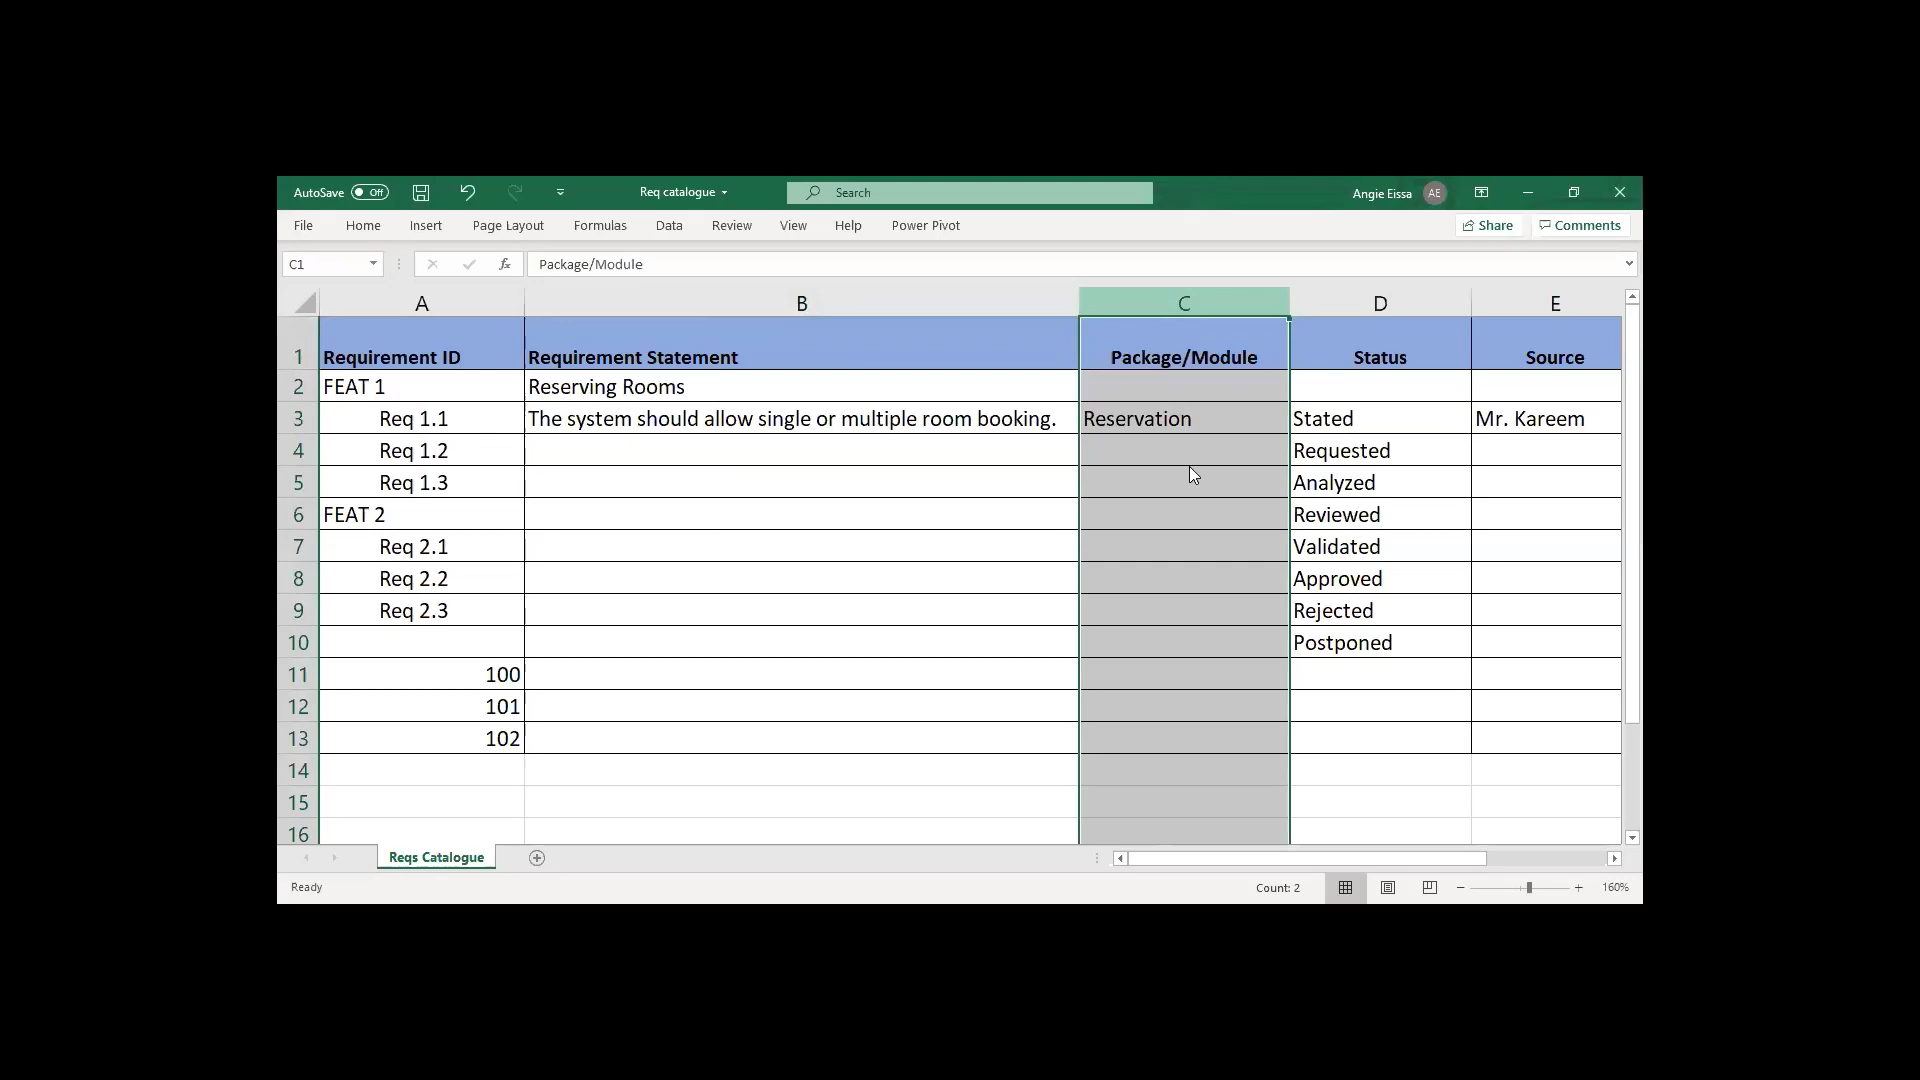 AutoSave Off Req catalogue Search Angie Eissa AE
File Home Insert Page Layout Formulas Data Review View Help Power Pivot Share Comments
C1 fx Package/Module
A B C D E
1 Requirement ID Requirement Statement Package/Module Status Source
2 FEAT 1 Reserving Rooms
3 Req 1.1 The system should allow single or multiple room booking. Reservation Stated Mr. Kareem
4 Req 1.2 Requested
5 Req 1.3 Analyzed
6 FEAT 2 Reviewed
7 Req 2.1 Validated
8 Req 2.2 Approved
9 Req 2.3 Rejected
10 Postponed
11 100
12 101
13 102
14
15
16
Reqs Catalogue
Ready Count: 2 160%